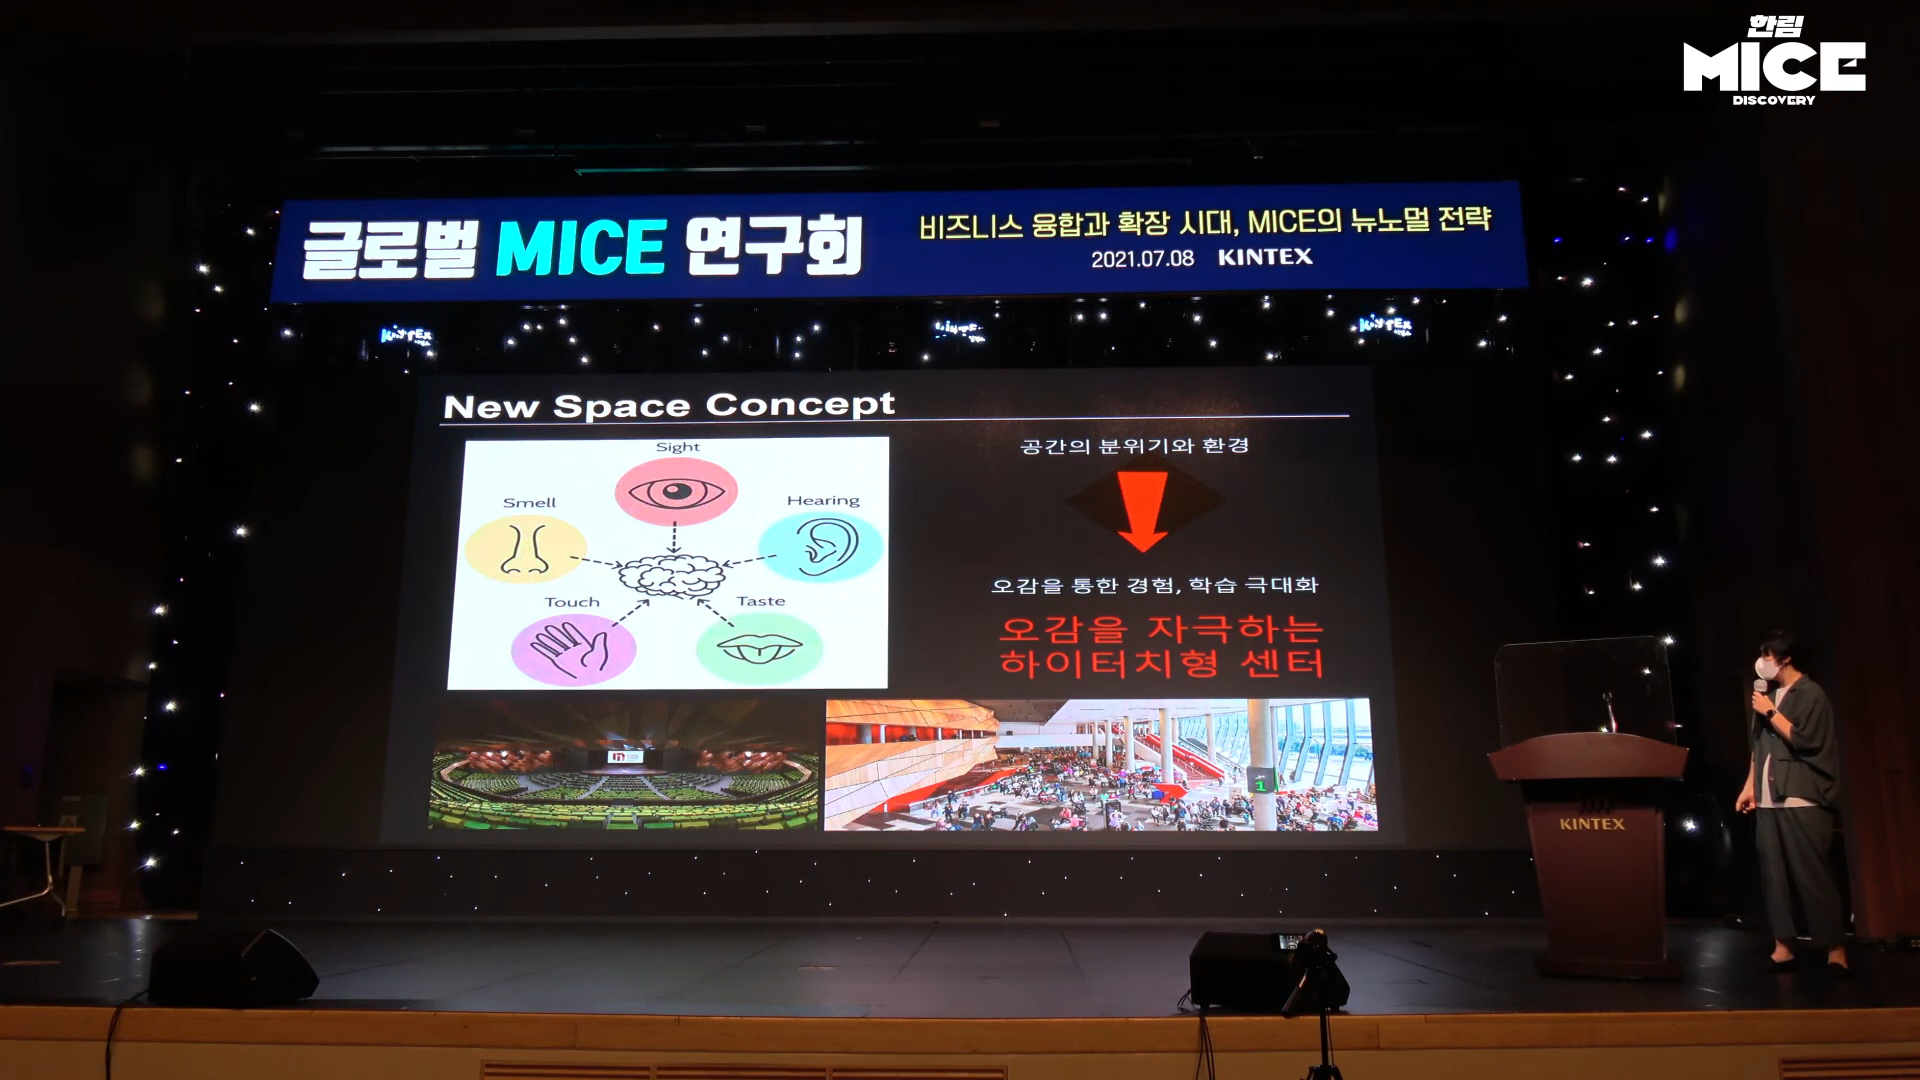 한림
MICE
DISCOVERY
글로벌 MICE 연구회
비즈니스 융합과 확장 시대, MICE의 뉴노멀 전략
2021.07.08 KINTEX
KINTEX
KINTEX
New Space Concept
Sight
Smell
Hearing
Touch
Taste
공간의 분위기와 환경
오감을 통한 경험, 학습 극대화
오감을 자극하는
하이터치형 센터
1
KINTEX